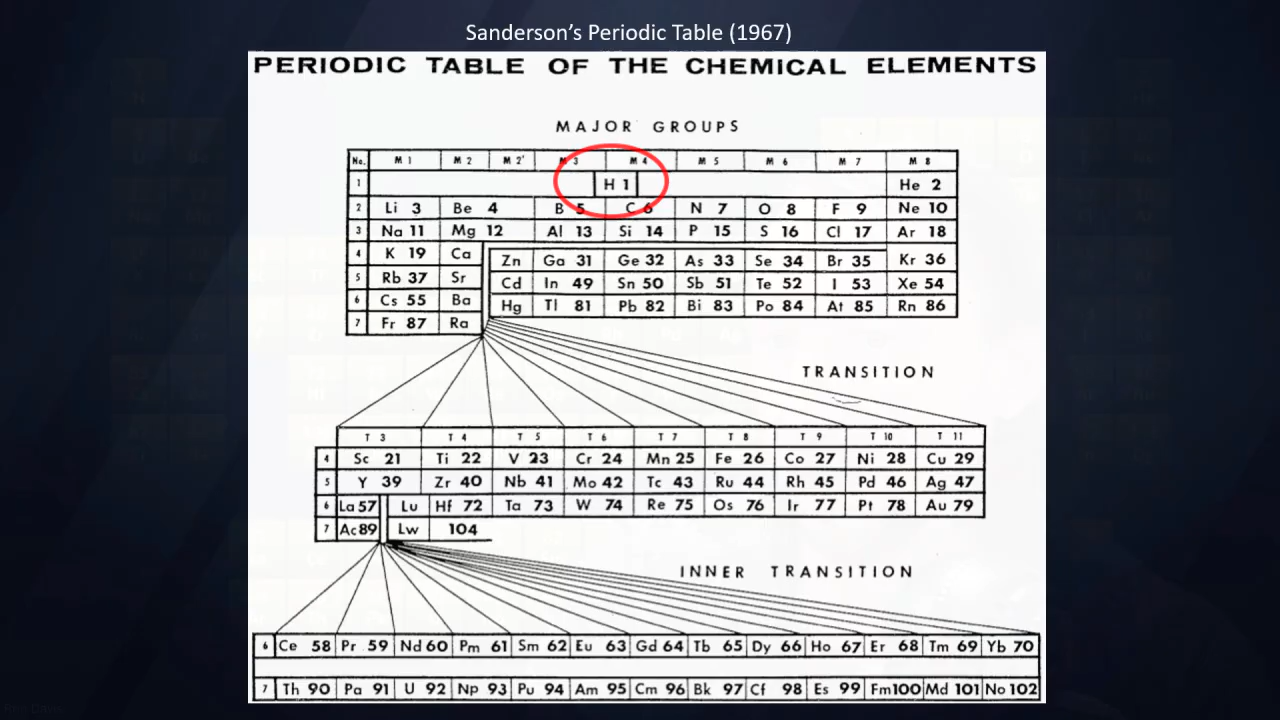 Sanderson’s Periodic Table (1967)
PERIODIC TABLE OF THE CHEMICAL ELEMENTS
MAJOR GROUPS
No. M 1 M 2 M 2' M 3 M 4 M 5 M 6 M 7 M 8
1 H 1 He 2
2 Li 3 Be 4 B 5 C 6 N 7 O 8 F 9 Ne 10
3 Na 11 Mg 12 Al 13 Si 14 P 15 S 16 Cl 17 Ar 18
4 K 19 Ca Zn Ga 31 Ge 32 As 33 Se 34 Br 35 Kr 36
5 Rb 37 Sr Cd In 49 Sn 50 Sb 51 Te 52 I 53 Xe 54
6 Cs 55 Ba Hg Tl 81 Pb 82 Bi 83 Po 84 At 85 Rn 86
7 Fr 87 Ra
TRANSITION
T 3 T 4 T 5 T 6 T 7 T 8 T 9 T 10 T 11
4 Sc 21 Ti 22 V 23 Cr 24 Mn 25 Fe 26 Co 27 Ni 28 Cu 29
5 Y 39 Zr 40 Nb 41 Mo 42 Tc 43 Ru 44 Rh 45 Pd 46 Ag 47
6 La 57 Lu Hf 72 Ta 73 W 74 Re 75 Os 76 Ir 77 Pt 78 Au 79
7 Ac 89 Lw 104
INNER TRANSITION
6 Ce 58 Pr 59 Nd 60 Pm 61 Sm 62 Eu 63 Gd 64 Tb 65 Dy 66 Ho 67 Er 68 Tm 69 Yb 70
7 Th 90 Pa 91 U 92 Np 93 Pu 94 Am 95 Cm 96 Bk 97 Cf 98 Es 99 Fm 100 Md 101 No 102